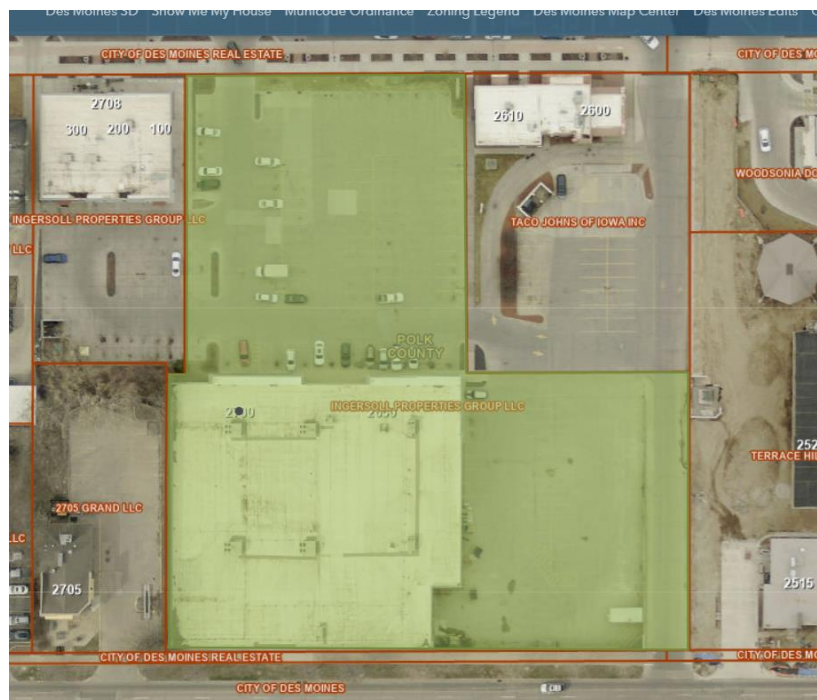 Des Moines 3D Show Me My House Municode Ordinance Zoning Legend Des Moines Map Center Des Moines Edits
CITY OF DES MOINES REAL ESTATE
CITY OF DES MO
2708
300 200 100
2610
2600
WOODSONIA DO
INGERSOLL PROPERTIES GROUP LLC
TACO JOHNS OF IOWA INC
LLC
POLK
COUNTY
INGERSOLL PROPERTIES GROUP LLC
252
TERRACE HIL
2705 GRAND LLC
LLC
2705
2515
CITY OF DES MOINES REAL ESTATE
CITY OF DES MO
CITY OF DES MOINES